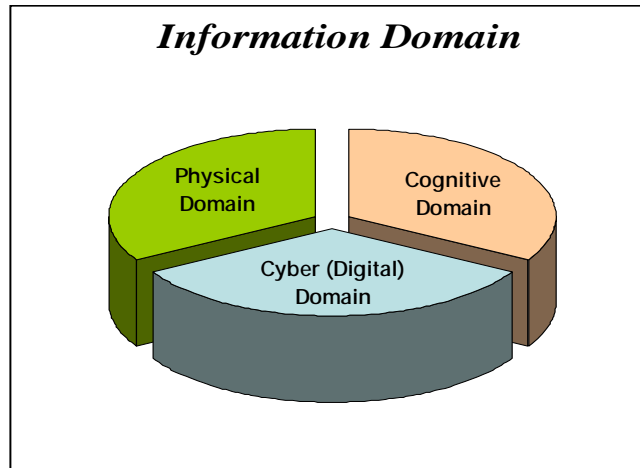 Information Domain
Physical
Domain
Cognitive
Domain
Cyber (Digital)
Domain